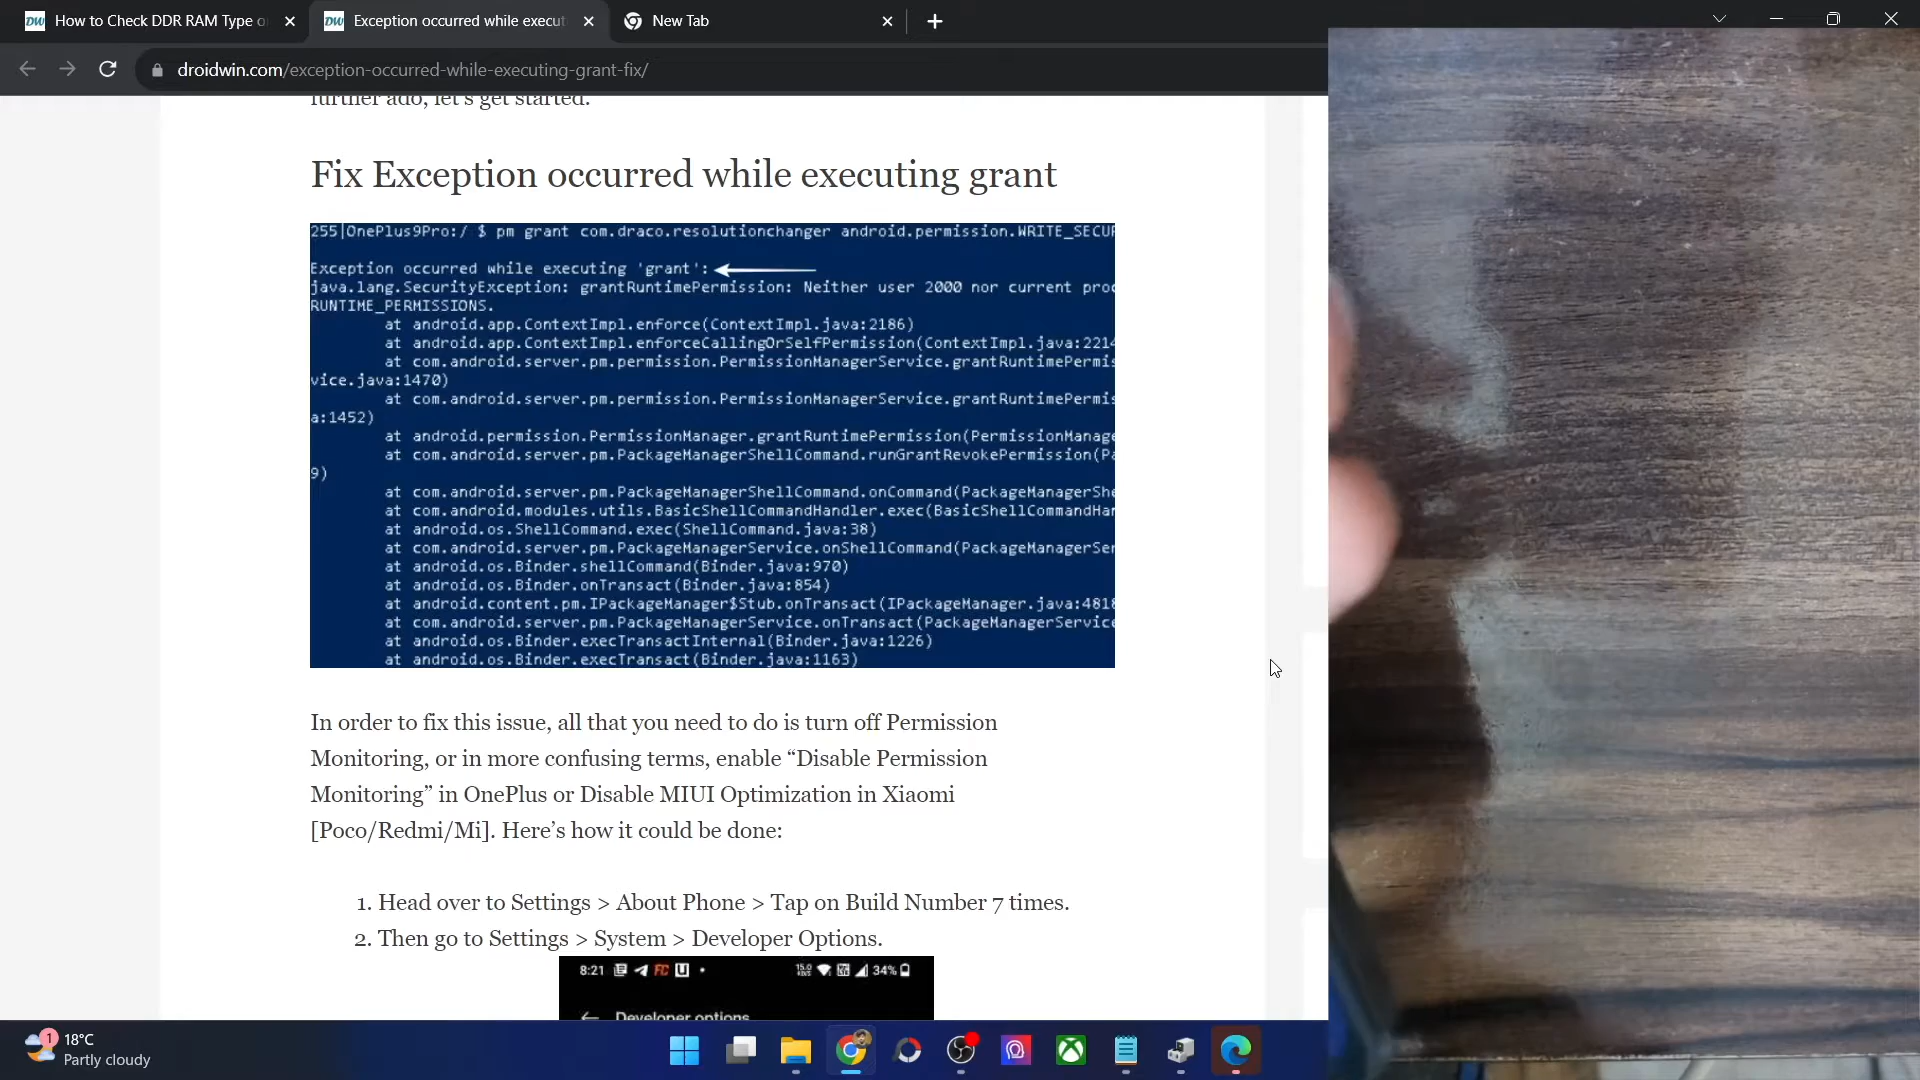 How to Check DDR RAM Type o
Exception occurred while execut
New Tab
droidwin.com/exception-occurred-while-executing-grant-fix/
further ado, let's get started.
Fix Exception occurred while executing grant
255|OnePlus9Pro:/ $ pm grant com.draco.resolutionchanger android.permission.WRITE_SECUR
Exception occurred while executing 'grant':
java.lang.SecurityException: grantRuntimePermission: Neither user 2000 nor current proc
RUNTIME_PERMISSIONS.
at android.app.ContextImpl.enforce(ContextImpl.java:2186)
at android.app.ContextImpl.enforceCallingOrSelfPermission(ContextImpl.java:2214
at com.android.server.pm.permission.PermissionManagerService.grantRuntimePermis
vice.java:1470)
at com.android.server.pm.permission.PermissionManagerService.grantRuntimePermis
a:1452)
at android.permission.PermissionManager.grantRuntimePermission(PermissionManage
at com.android.server.pm.PackageManagerShellCommand.runGrantRevokePermission(Pa
9)
at com.android.server.pm.PackageManagerShellCommand.onCommand(PackageManagerShe
at com.android.modules.utils.BasicShellCommandHandler.exec(BasicShellCommandHan
at android.os.ShellCommand.exec(ShellCommand.java:38)
at com.android.server.pm.PackageManagerService.onShellCommand(PackageManagerSer
at android.os.Binder.shellCommand(Binder.java:970)
at android.os.Binder.onTransact(Binder.java:854)
at android.content.pm.IPackageManager$Stub.onTransact(IPackageManager.java:4818
at com.android.server.pm.PackageManagerService.onTransact(PackageManagerService
at android.os.Binder.execTransactInternal(Binder.java:1226)
at android.os.Binder.execTransact(Binder.java:1163)
In order to fix this issue, all that you need to do is turn off Permission
Monitoring, or in more confusing terms, enable “Disable Permission
Monitoring” in OnePlus or Disable MIUI Optimization in Xiaomi
[Poco/Redmi/Mi]. Here’s how it could be done:
1. Head over to Settings > About Phone > Tap on Build Number 7 times.
2. Then go to Settings > System > Developer Options.
8:21 FC U 15.0 34%
Developer options
1 18°C
Partly cloudy